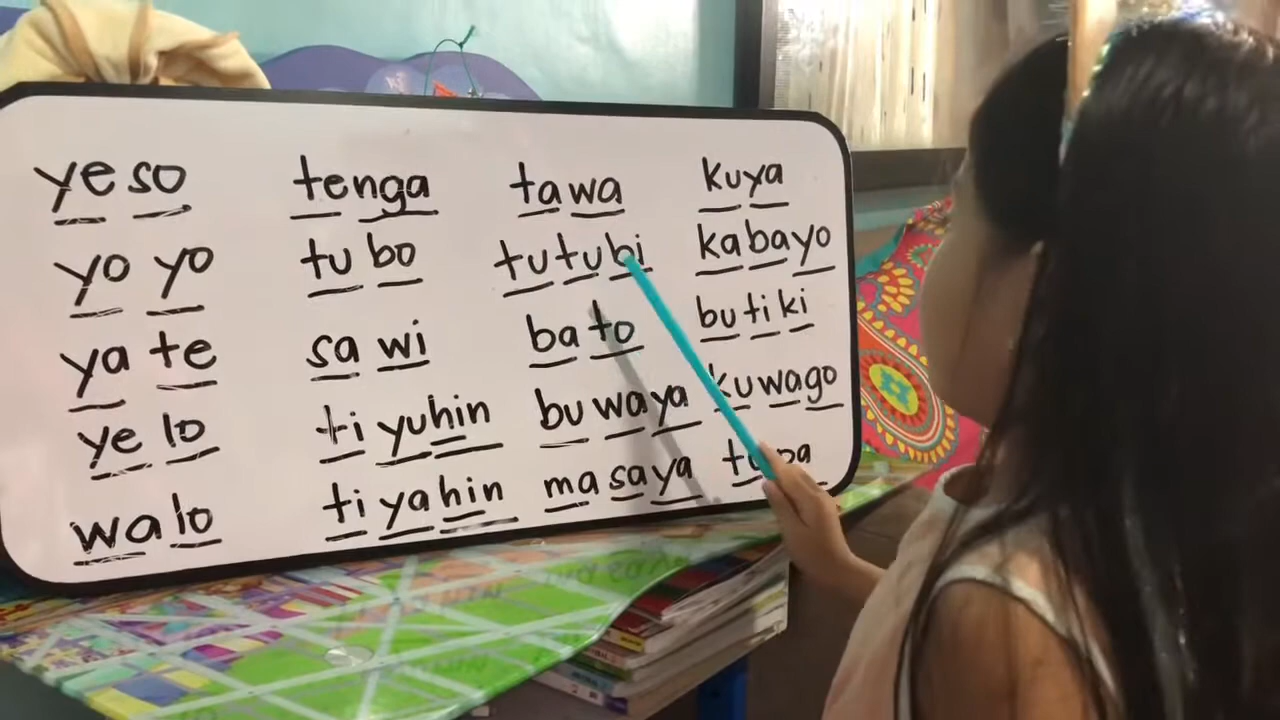 yeso tenga tawa kuya
yoyo tubo tutubi kabayo
yate sawi bato butiki
yelo tiyuhin buwaya kuwago
walo tiyahin masaya